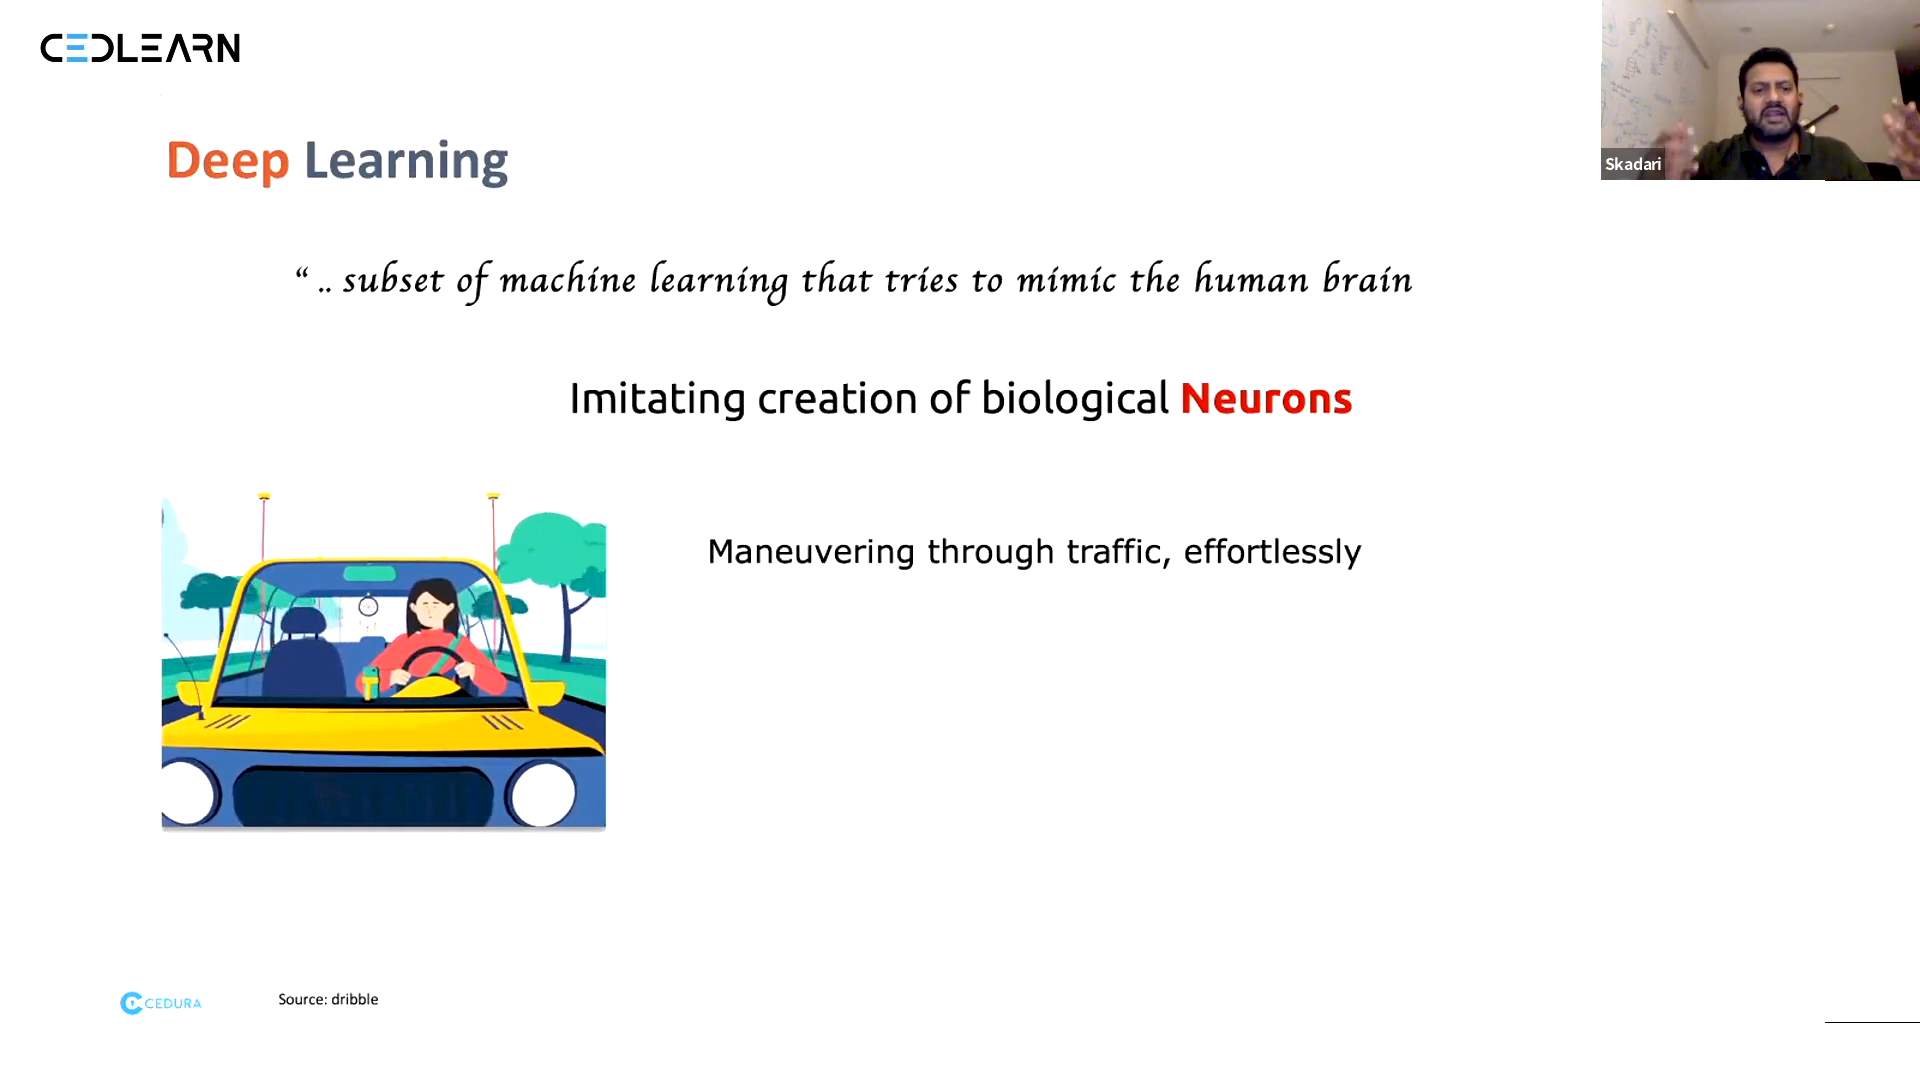 CEDLEARN
Skadari
Deep Learning
“ .. subset of machine learning that tries to mimic the human brain
Imitating creation of biological Neurons
Maneuvering through traffic, effortlessly
CEDURA
Source: dribble